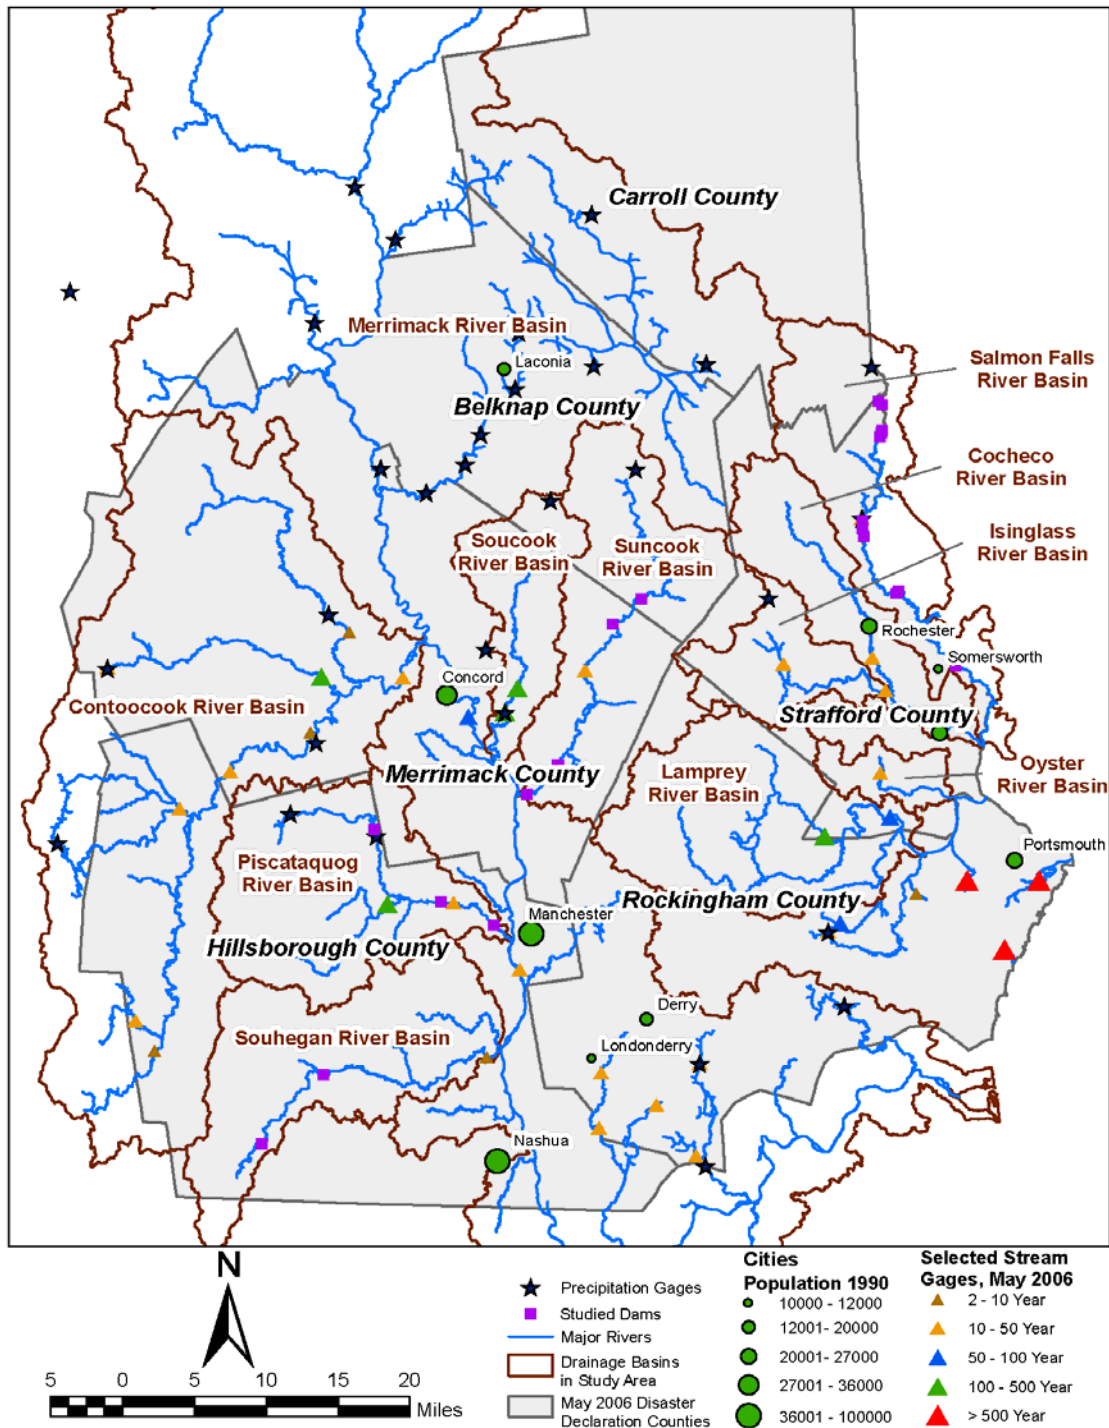 Carroll County
Merrimack River Basin
Laconia
Salmon Falls
River Basin
Belknap County
Cocheco
River Basin
Isinglass
River Basin
Soucook
River Basin
Suncook
River Basin
Rochester
Somersworth
Concord
Contoocook River Basin
Strafford County
Merrimack County
Lamprey
River Basin
Oyster
River Basin
Portsmouth
Piscataquog
River Basin
Rockingham County
Manchester
Hillsborough County
Derry
Souhegan River Basin
Londonderry
Nashua
N
5 0 5 10 15 20
Miles
Precipitation Gages
Studied Dams
Major Rivers
Drainage Basins
in Study Area
May 2006 Disaster
Declaration Counties
Cities
Population 1990
10000 - 12000
12001- 20000
20001- 27000
27001 - 36000
36001 - 100000
Selected Stream
Gages, May 2006
2 - 10 Year
10 - 50 Year
50 - 100 Year
100 - 500 Year
> 500 Year